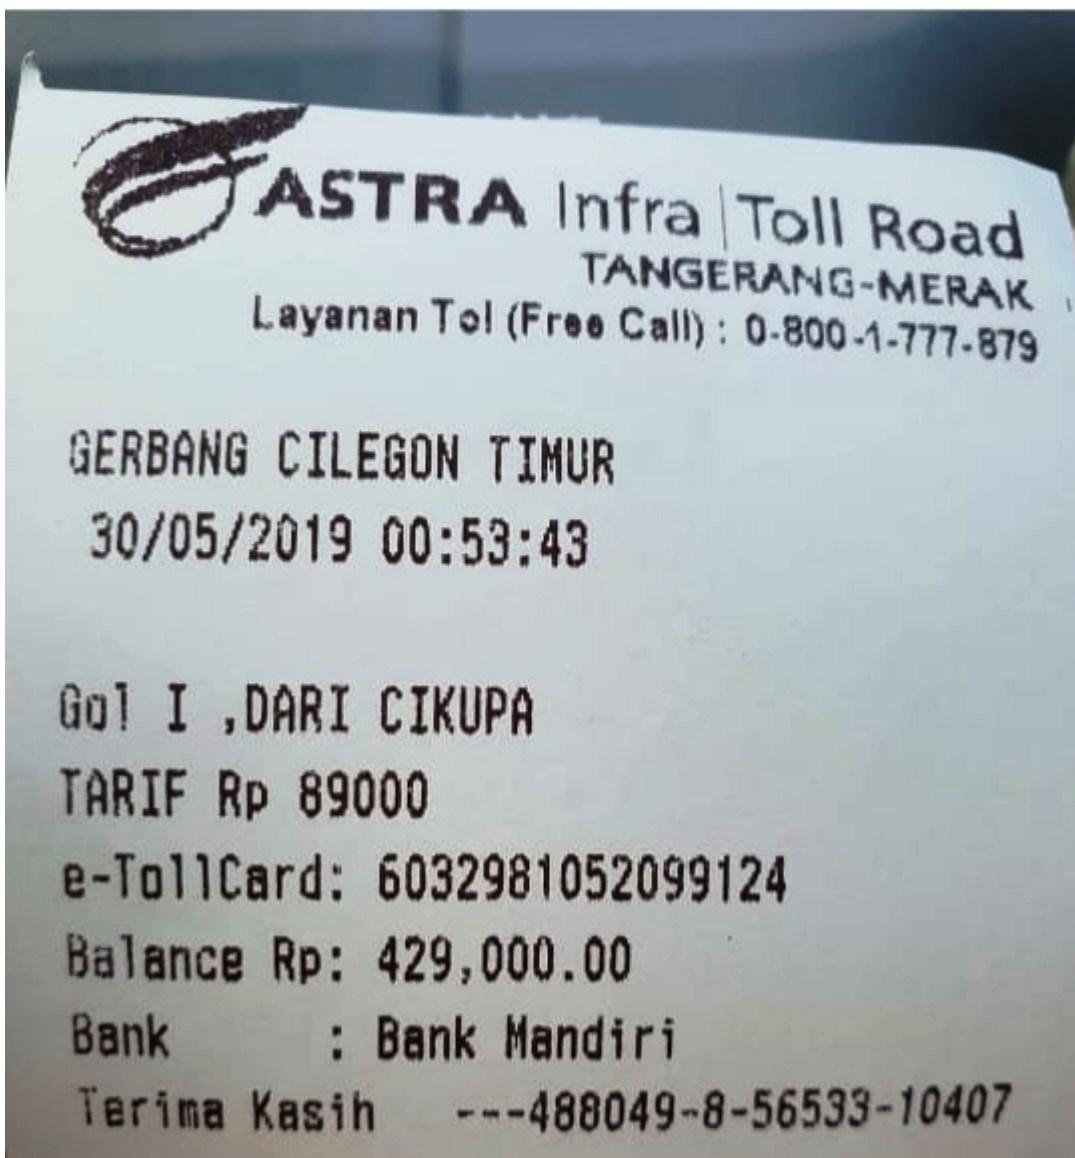 ASTRA Infra | Toll Road
TANGERANG-MERAK
Layanan Tol (Free Call) : 0-800-1-777-879
GERBANG CILEGON TIMUR
30/05/2019 00:53:43
Gol I ,DARI CIKUPA
TARIF Rp 89000
e-TollCard: 6032981052099124
Balance Rp: 429,000.00
Bank : Bank Mandiri
Terima Kasih ---488049-8-56533-10407